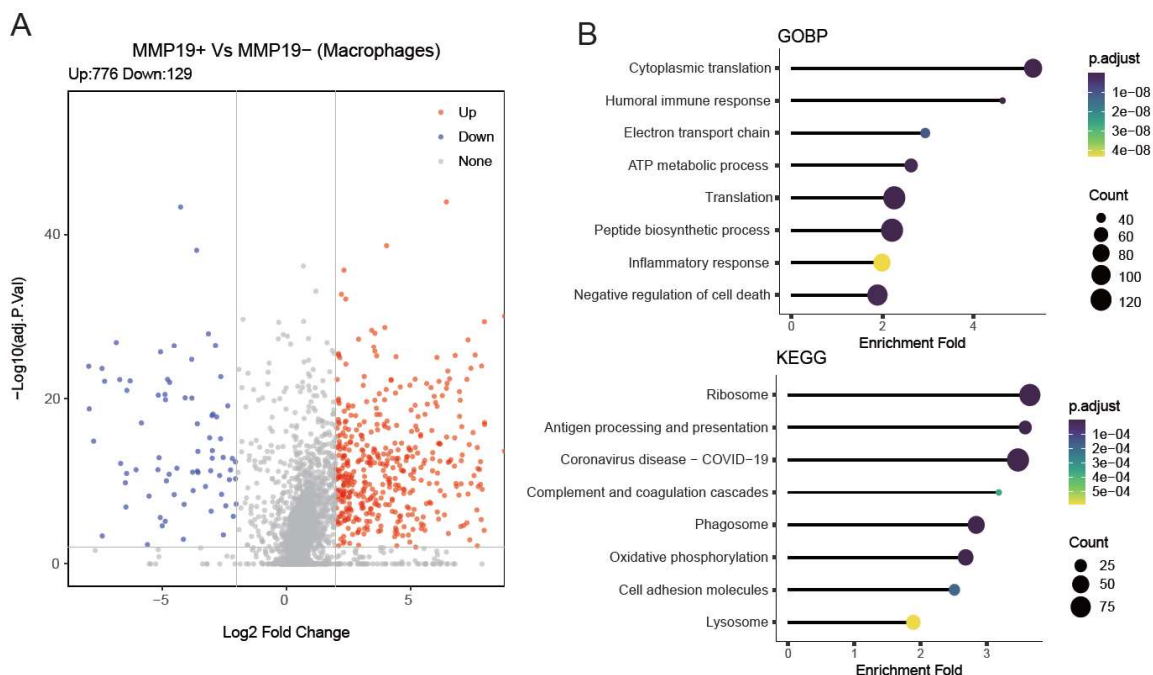 A
MMP19+ Vs MMP19− (Macrophages)
Up:776 Down:129
Up
Down
None
−Log10(adj.P.Val)
40
20
0
−5
0
5
Log2 Fold Change
B
GOBP
Cytoplasmic translation
Humoral immune response
Electron transport chain
ATP metabolic process
Translation
Peptide biosynthetic process
Inflammatory response
Negative regulation of cell death
0
2
4
Enrichment Fold
p.adjust
1e−08
2e−08
3e−08
4e−08
Count
40
60
80
100
120
KEGG
Ribosome
Antigen processing and presentation
Coronavirus disease − COVID−19
Complement and coagulation cascades
Phagosome
Oxidative phosphorylation
Cell adhesion molecules
Lysosome
0
1
2
3
Enrichment Fold
p.adjust
1e−04
2e−04
3e−04
4e−04
5e−04
Count
25
50
75